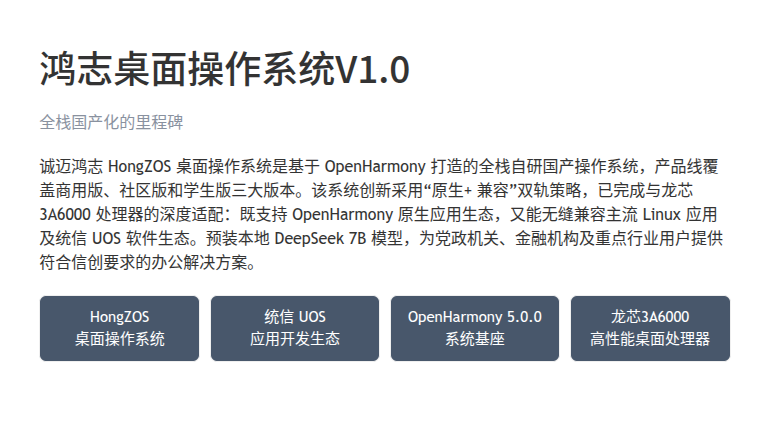 鸿志桌面操作系统V1.0
全栈国产化的里程碑
诚迈鸿志 HongZOS 桌面操作系统是基于 OpenHarmony 打造的全栈自研国产操作系统，产品线覆
盖商用版、社区版和学生版三大版本。该系统创新采用“原生+ 兼容”双轨策略，已完成与龙芯
3A6000 处理器的深度适配：既支持 OpenHarmony 原生应用生态，又能无缝兼容主流 Linux 应用
及统信 UOS 软件生态。预装本地 DeepSeek 7B 模型，为党政机关、金融机构及重点行业用户提供
符合信创要求的办公解决方案。
HongZOS
桌面操作系统
统信 UOS
应用开发生态
OpenHarmony 5.0.0
系统基座
龙芯3A6000
高性能桌面处理器